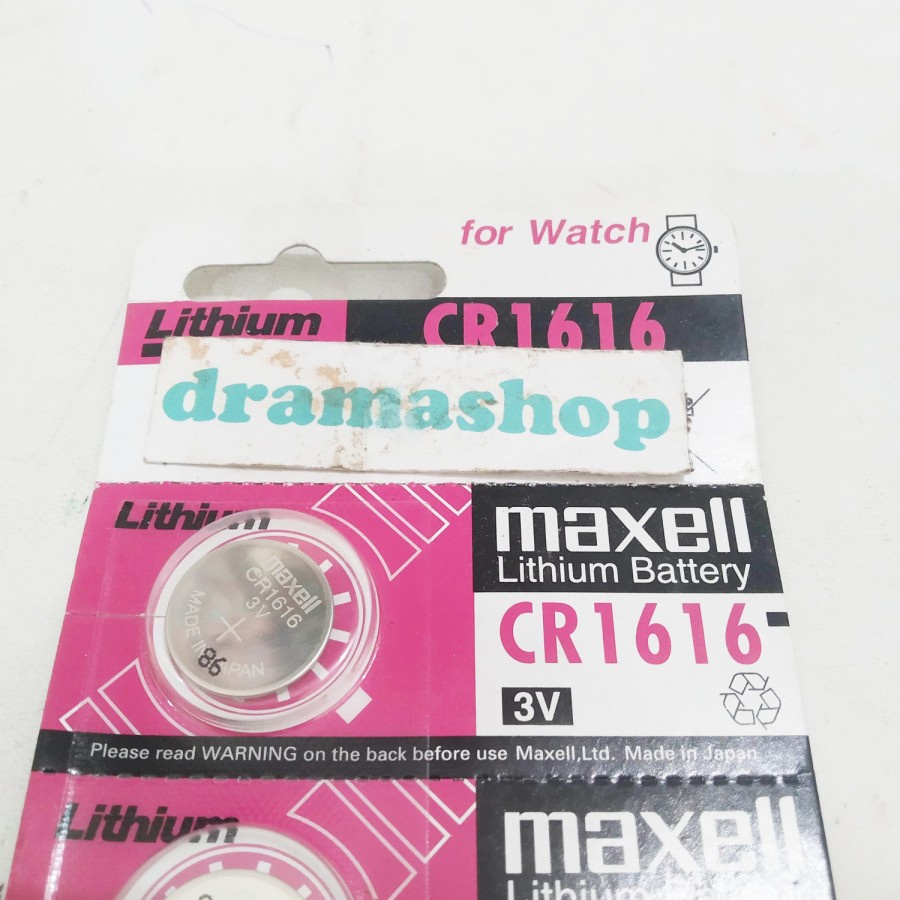 for Watch
Lithium
CR1616
dramashop
Lithium
maxell
Lithium Battery
maxell
CR1616
3V
+
MADE IN JAPAN
86
CR1616
3V
Please read WARNING on the back before use Maxell,Ltd. Made in Japan
Lithium
maxell
Lithium